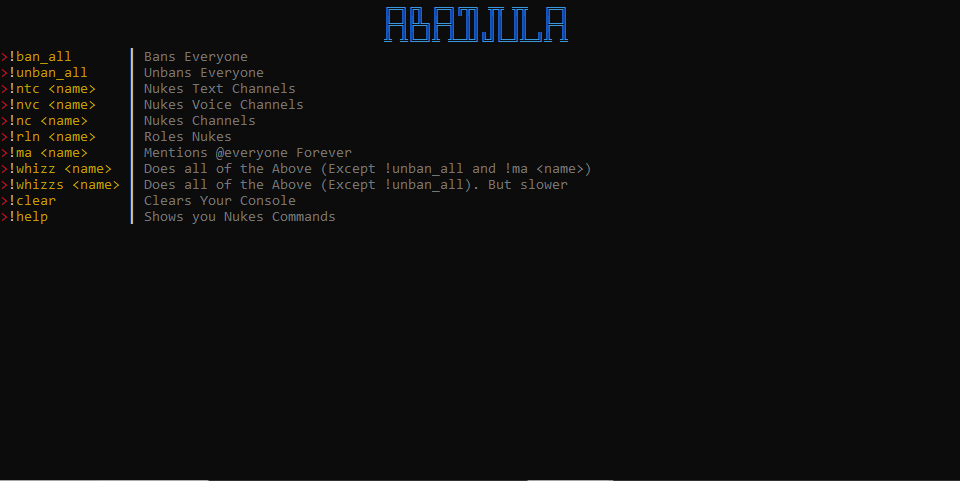 >!ban_all | Bans Everyone
>!unban_all | Unbans Everyone
>!ntc <name> | Nukes Text Channels
>!nvc <name> | Nukes Voice Channels
>!nc <name> | Nukes Channels
>!rln <name> | Roles Nukes
>!ma <name> | Mentions @everyone Forever
>!whizz <name> | Does all of the Above (Except !unban_all and !ma <name>)
>!whizzs <name> | Does all of the Above (Except !unban_all). But slower
>!clear | Clears Your Console
>!help | Shows you Nukes Commands